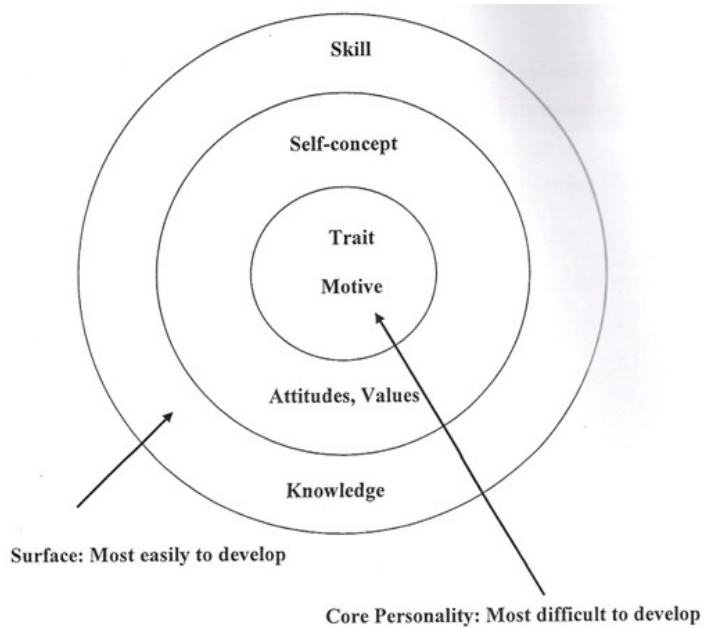 Skill
Self-concept
Trait
Motive
Attitudes, Values
Knowledge
Surface: Most easily to develop
Core Personality: Most difficult to develop